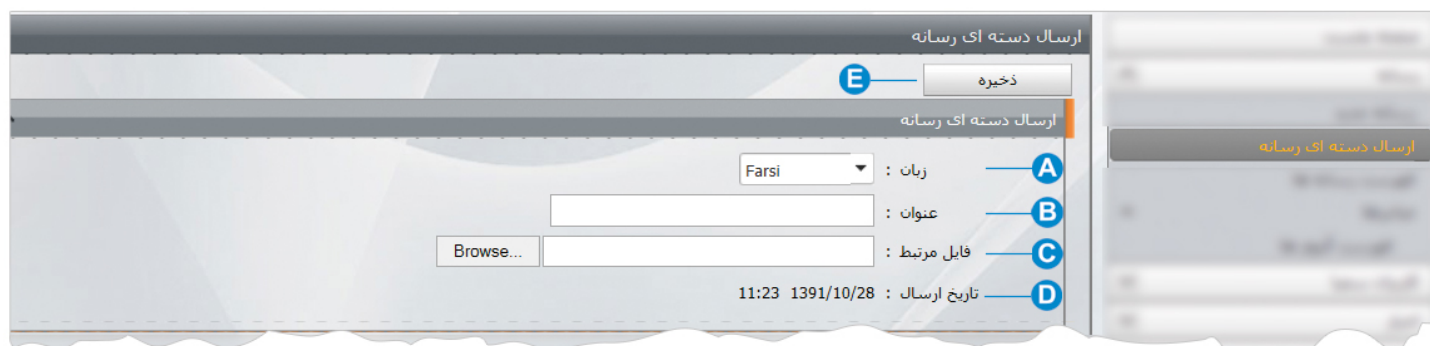 ارسال دسته ای رسانه
ذخیره E
ارسال دسته ای رسانه
A زبان : Farsi
B عنوان :
C فایل مرتبط : Browse...
D تاریخ ارسال : 1391/10/28 11:23
ارسال دسته ای رسانه